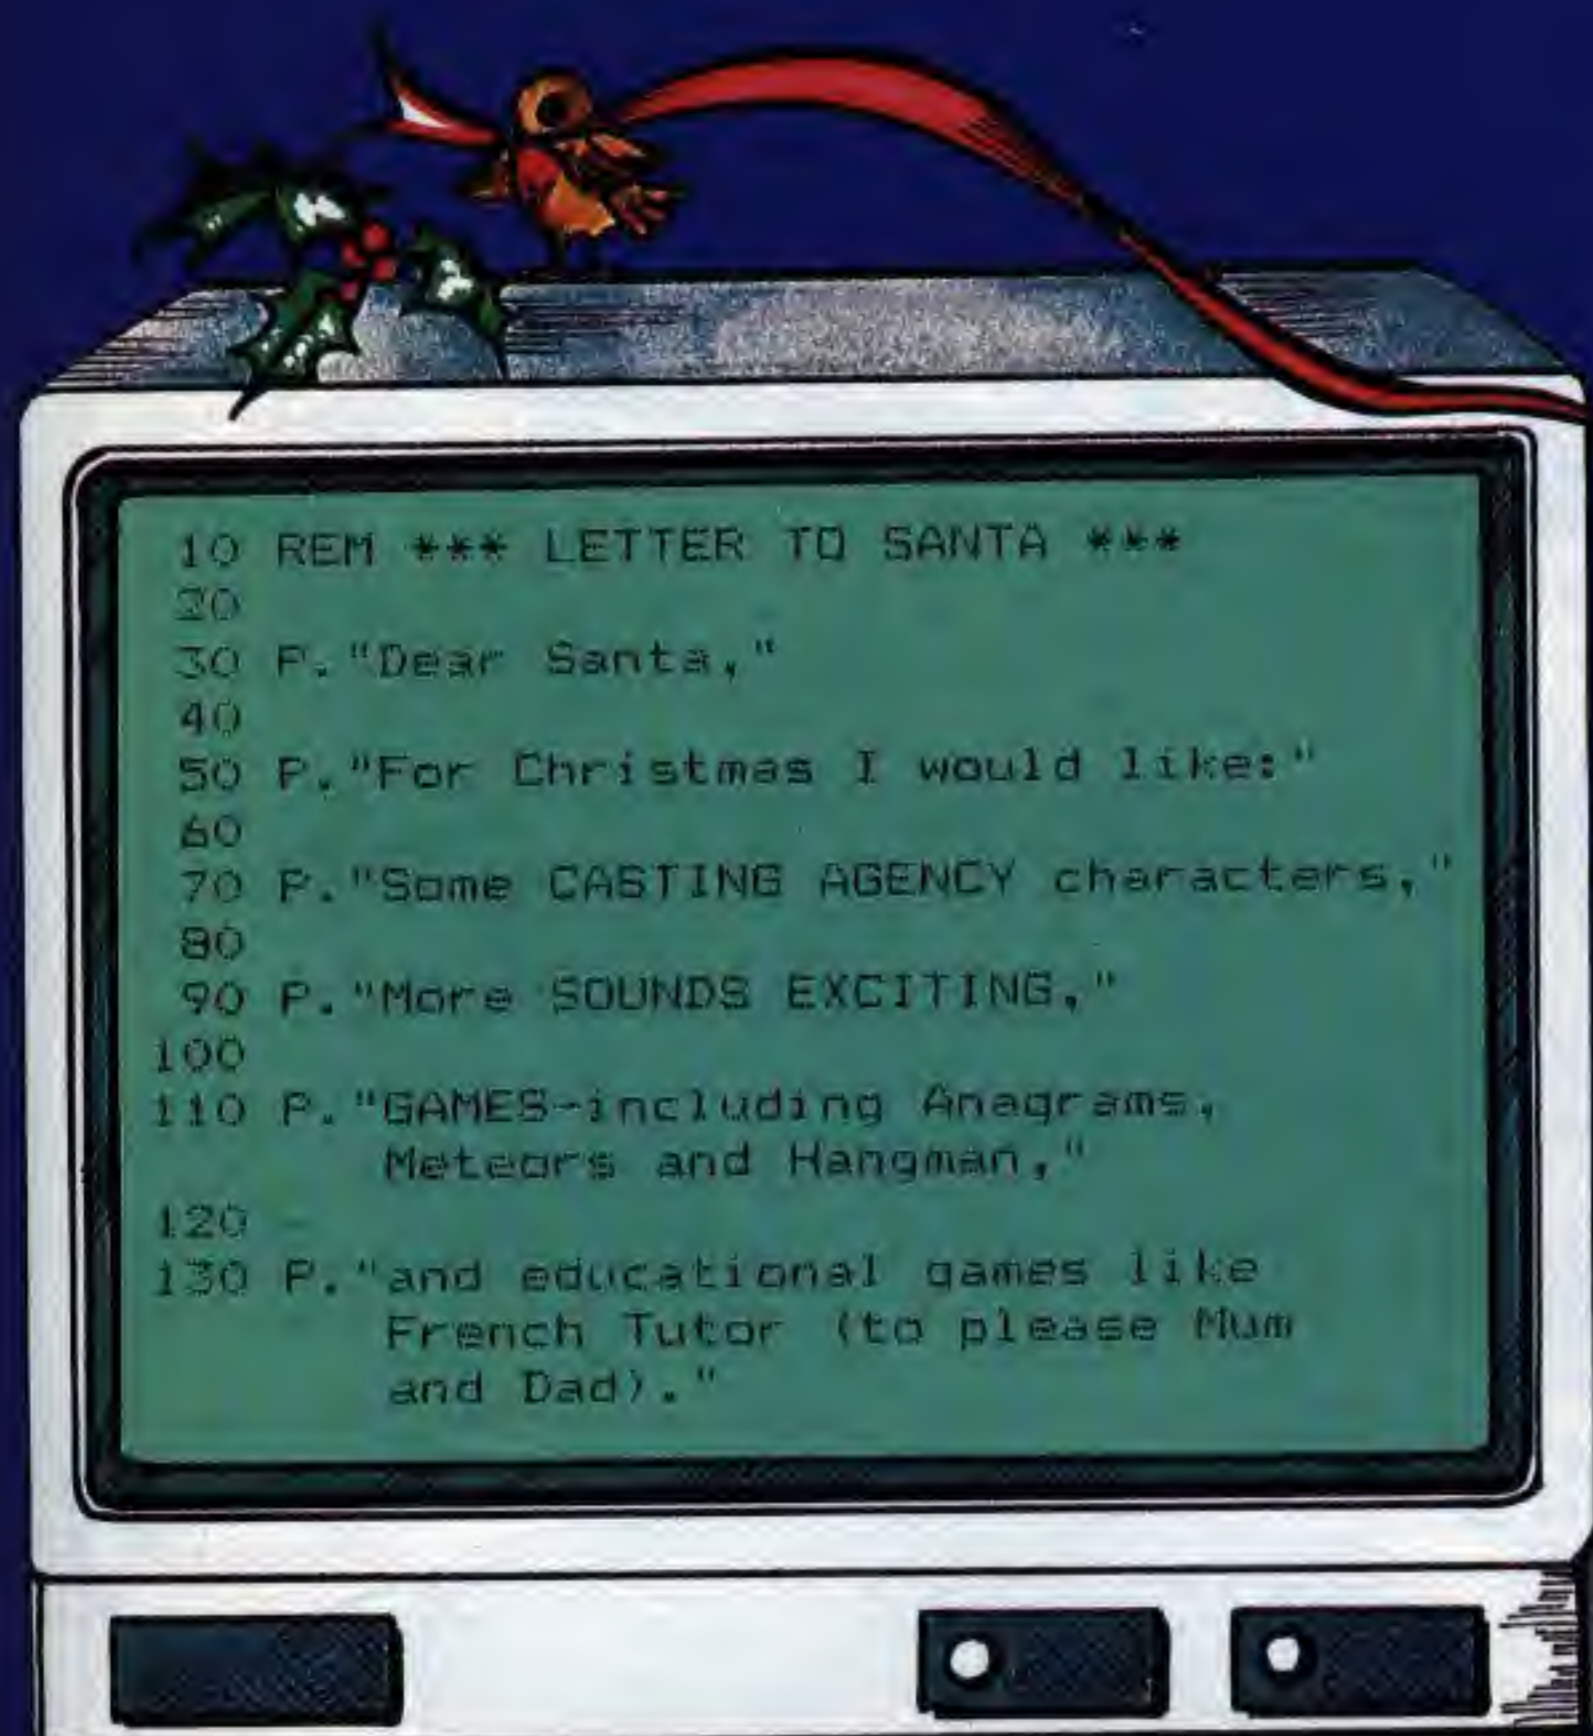 10 REM *** LETTER TO SANTA ***
20
30 P."Dear Santa,"
40
50 P."For Christmas I would like:"
60
70 P."Some CASTING AGENCY characters,"
80
90 P."More SOUNDS EXCITING,"
100
110 P."GAMES-including Anagrams,
Meteors and Hangman,"
120
130 P."and educational games like
French Tutor (to please Mum
and Dad)."